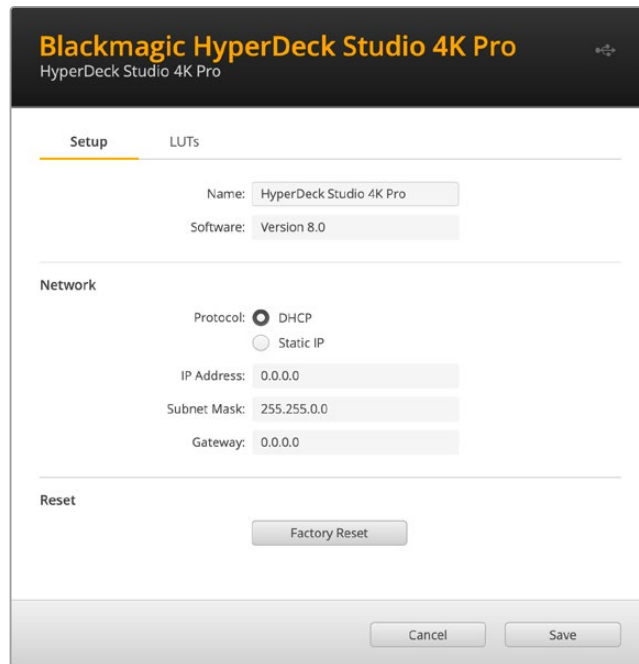 Blackmagic HyperDeck Studio 4K Pro
HyperDeck Studio 4K Pro
Setup LUTs
Name: HyperDeck Studio 4K Pro
Software: Version 8.0
Network
Protocol: DHCP
Static IP
IP Address: 0.0.0.0
Subnet Mask: 255.255.0.0
Gateway: 0.0.0.0
Reset
Factory Reset
Cancel Save